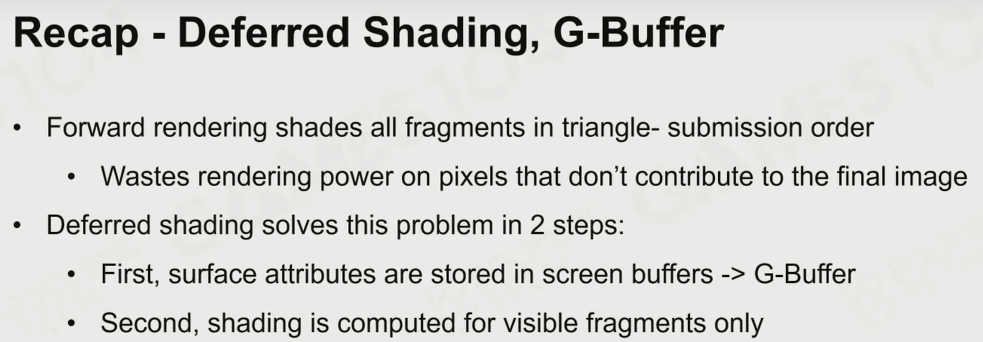 Recap - Deferred Shading, G-Buffer
• Forward rendering shades all fragments in triangle- submission order
• Wastes rendering power on pixels that don’t contribute to the final image
• Deferred shading solves this problem in 2 steps:
• First, surface attributes are stored in screen buffers -> G-Buffer
• Second, shading is computed for visible fragments only